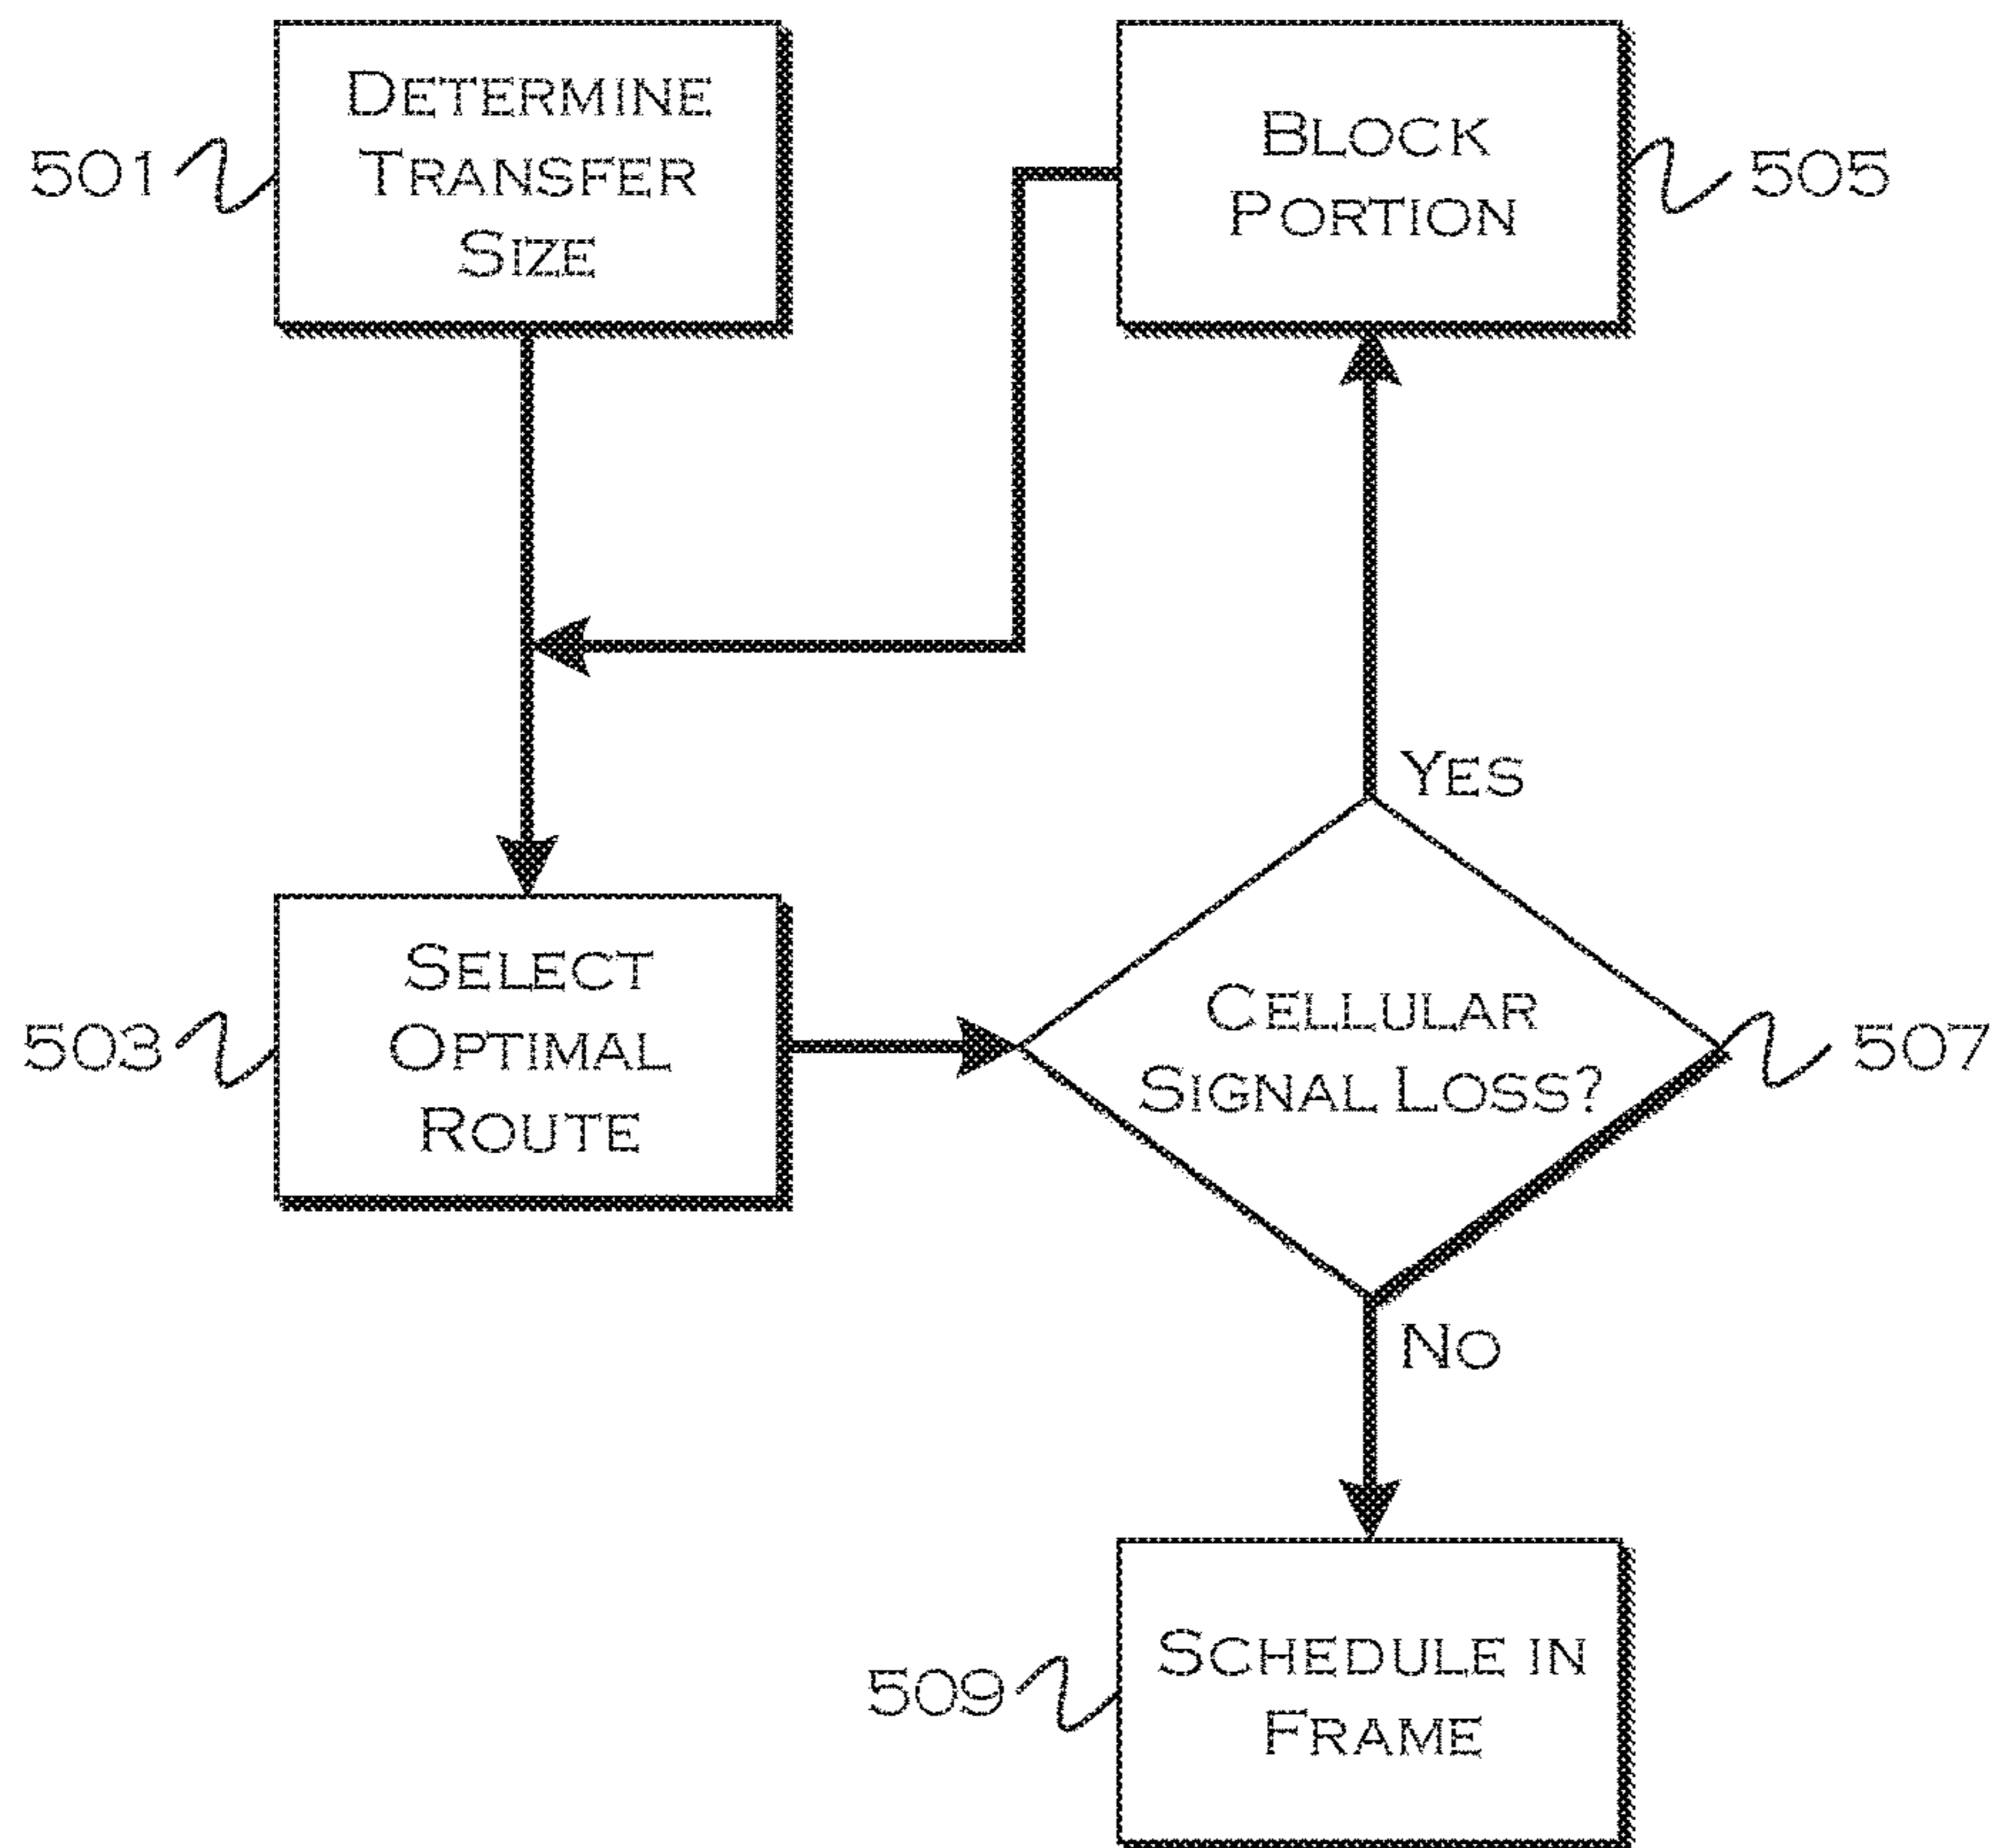 501
DETERMINE
TRANSFER
SIZE
BLOCK
PORTION
505
YES
503
SELECT
OPTIMAL
ROUTE
CELLULAR
SIGNAL LOSS?
507
NO
509
SCHEDULE IN
FRAME